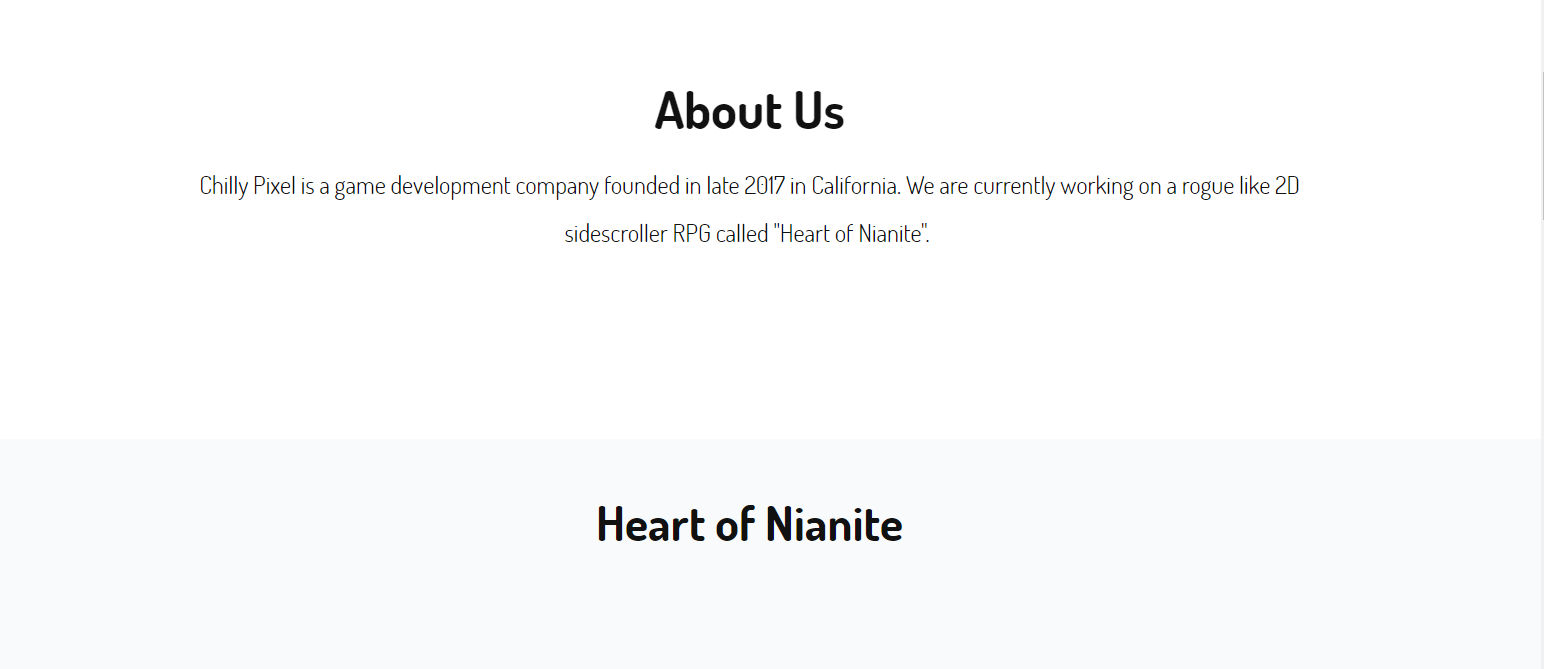 About Us
Chilly Pixel is a game development company founded in late 2017 in California. We are currently working on a rogue like 2D
sidescroller RPG called "Heart of Nianite".
Heart of Nianite